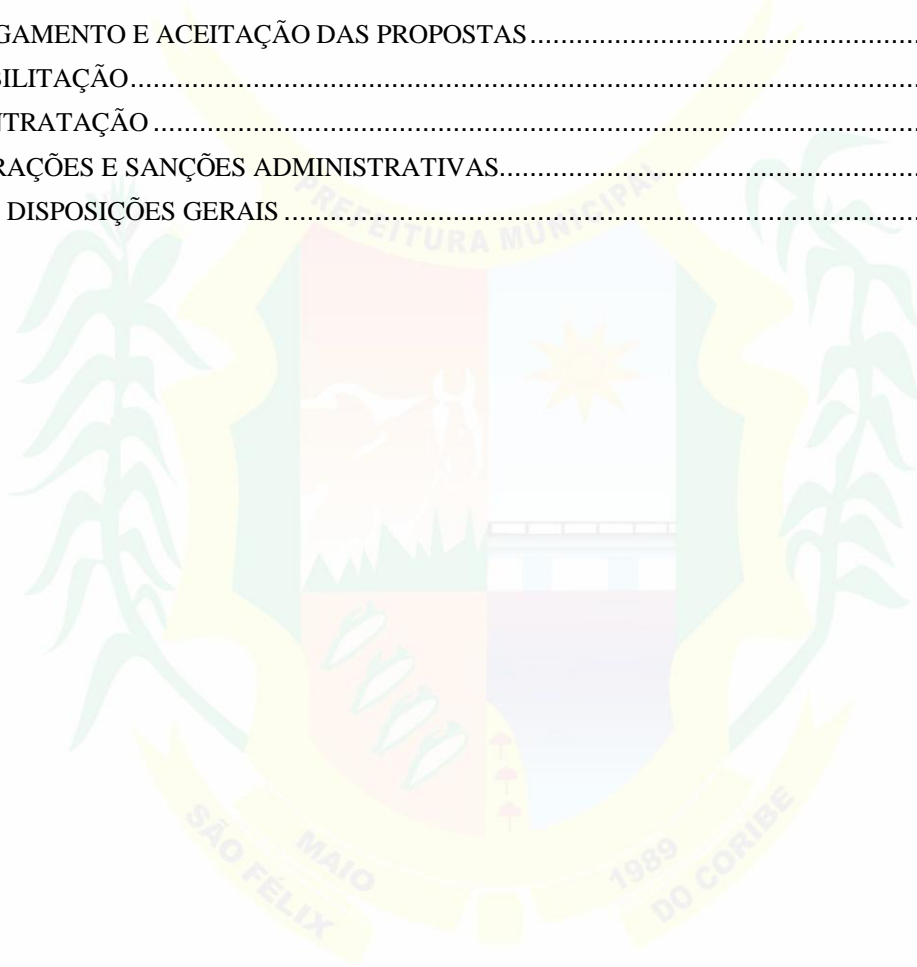 GAMENTO E ACEITAÇÃO DAS PROPOSTAS..............................................................
BILITAÇÃO........................................................................................................................
NTRATAÇÃO.....................................................................................................................
RAÇÕES E SANÇÕES ADMINISTRATIVAS..................................................................
DISPOSIÇÕES GERAIS....................................................................................................
PREFEITURA MUNICIPAL
SÃO FÉLIX MAIO 1989 DO CORIBE